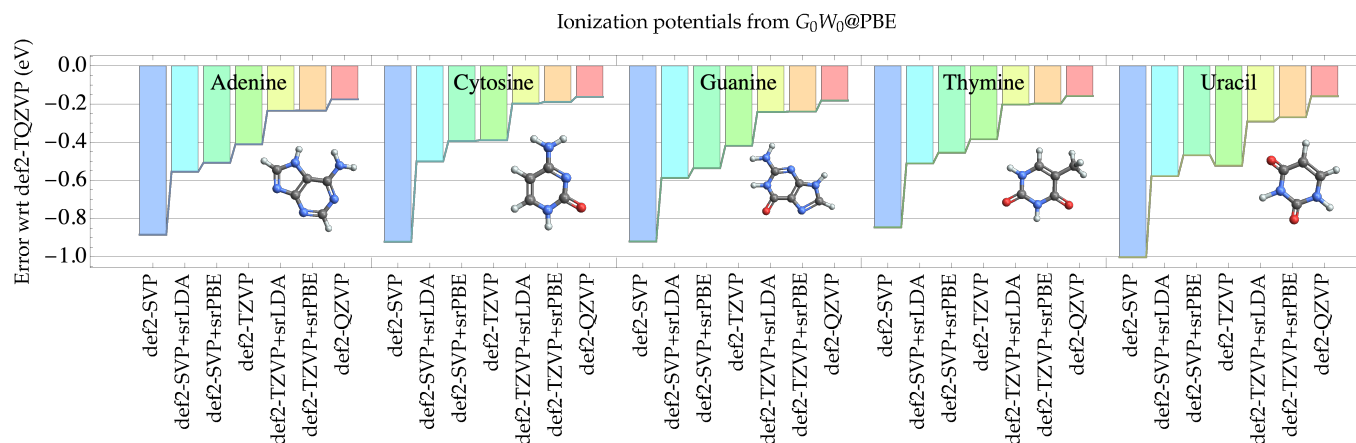 Ionization potentials from G₀W₀@PBE
Error wrt def2-TQZVP (eV)
0.0
-0.2
-0.4
-0.6
-0.8
-1.0
Adenine
Cytosine
Guanine
Thymine
Uracil
def2-SVP
def2-SVP+srLDA
def2-SVP+srPBE
def2-TZVP
def2-TZVP+srLDA
def2-TZVP+srPBE
def2-QZVP
def2-SVP
def2-SVP+srLDA
def2-SVP+srPBE
def2-TZVP
def2-TZVP+srLDA
def2-TZVP+srPBE
def2-QZVP
def2-SVP
def2-SVP+srLDA
def2-SVP+srPBE
def2-TZVP
def2-TZVP+srLDA
def2-TZVP+srPBE
def2-QZVP
def2-SVP
def2-SVP+srLDA
def2-SVP+srPBE
def2-TZVP
def2-TZVP+srLDA
def2-TZVP+srPBE
def2-QZVP
def2-SVP
def2-SVP+srLDA
def2-SVP+srPBE
def2-TZVP
def2-TZVP+srLDA
def2-TZVP+srPBE
def2-QZVP